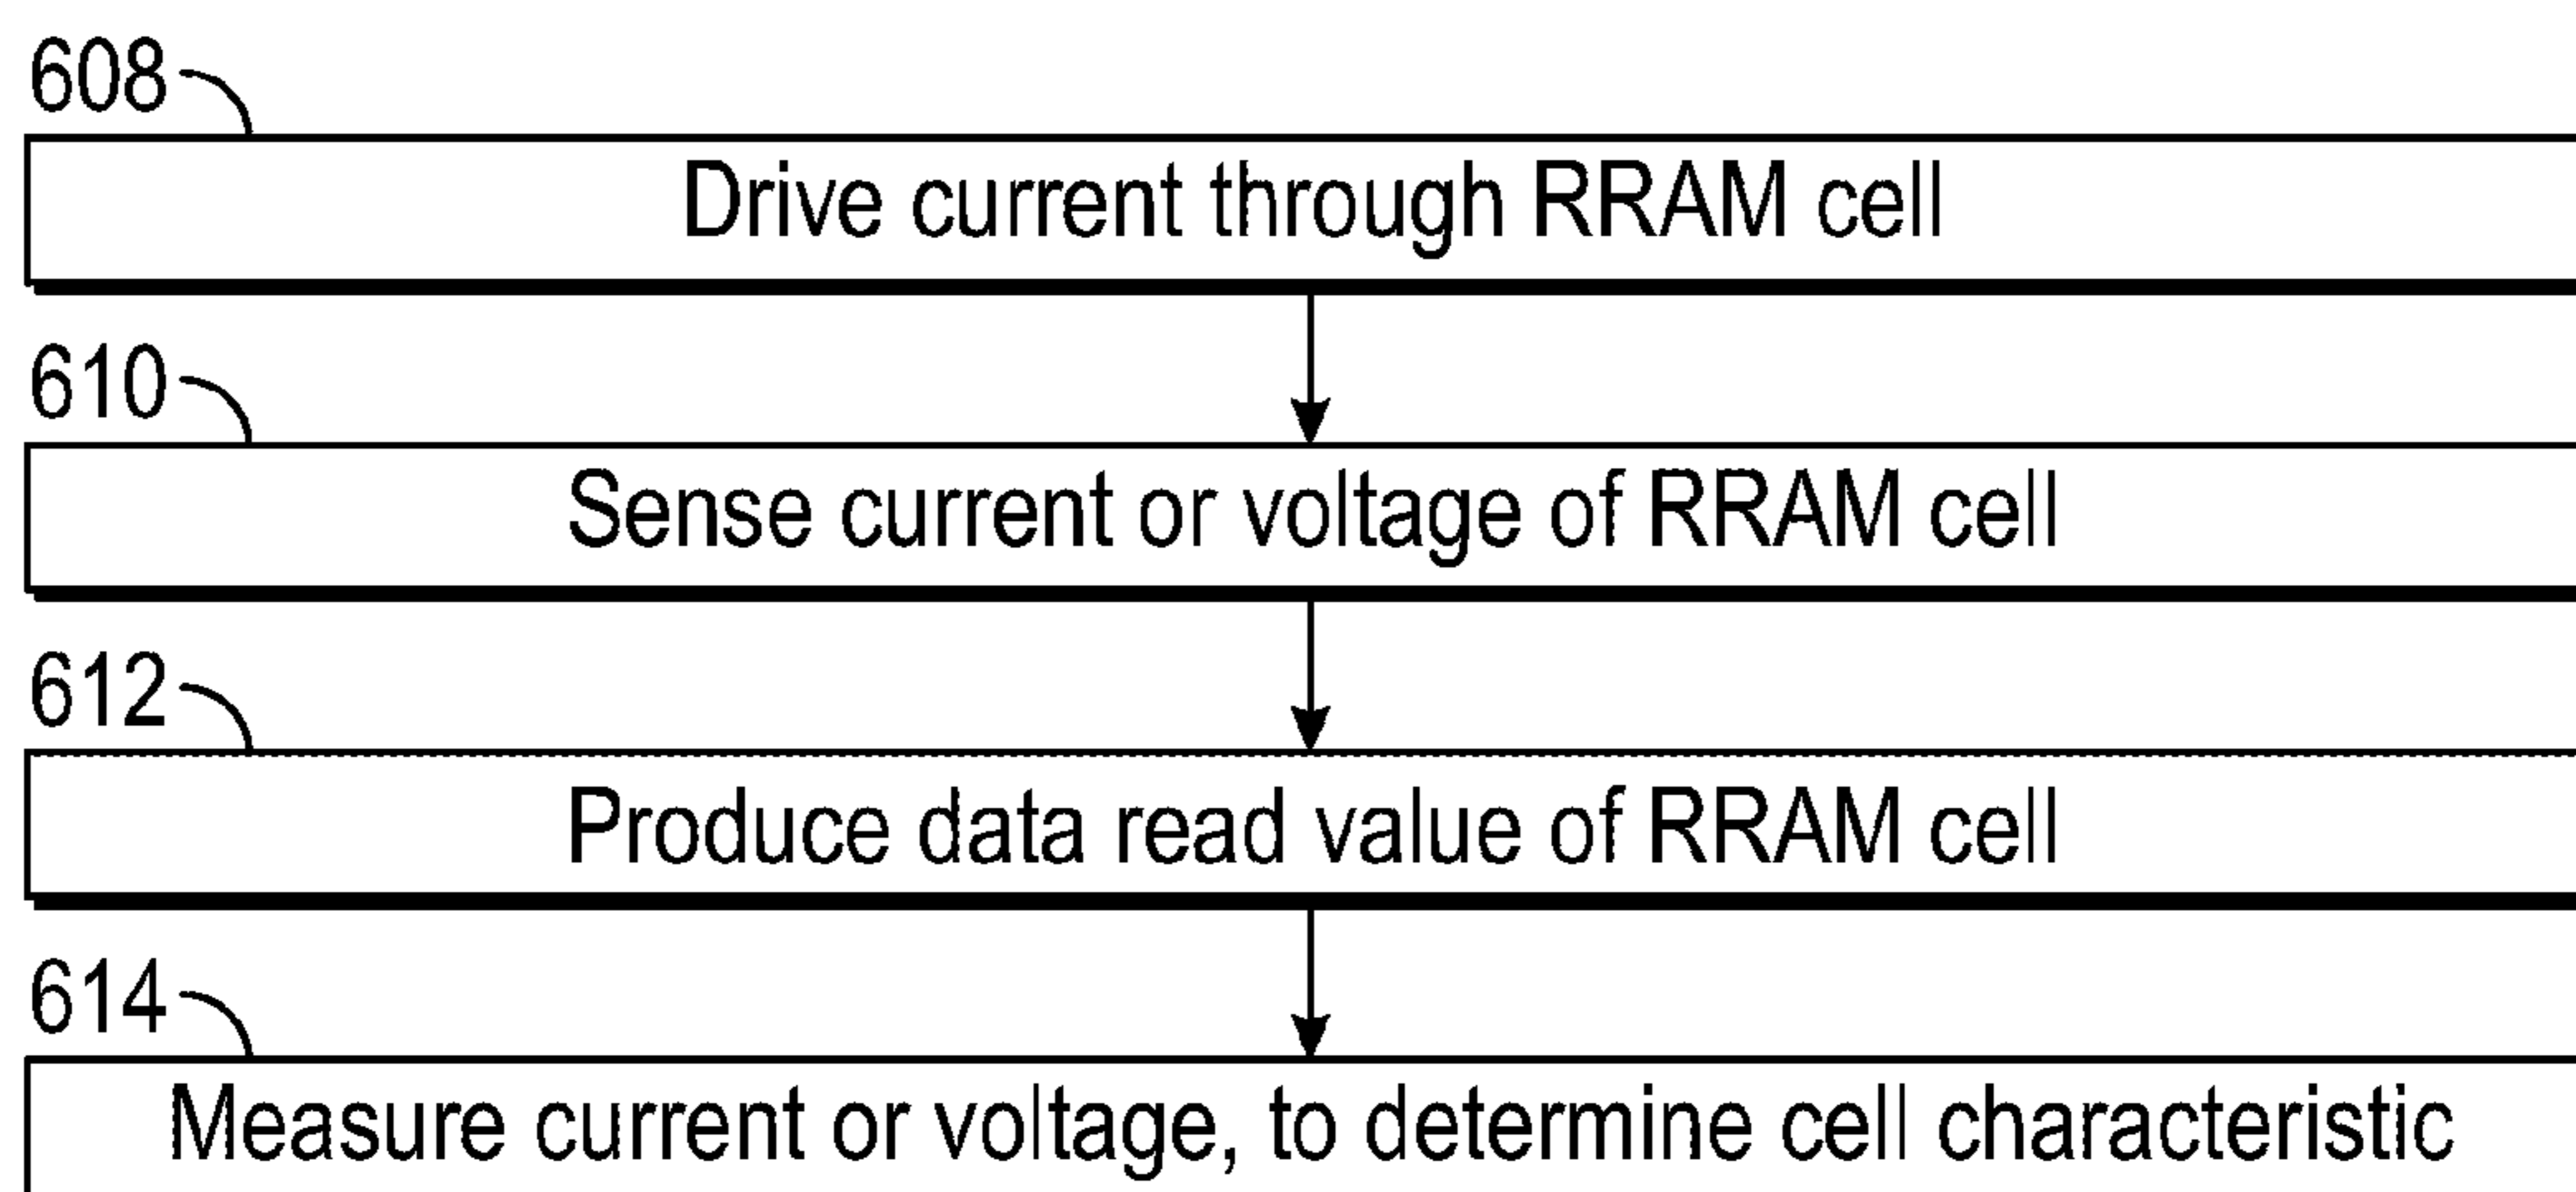 608
Drive current through RRAM cell
610
Sense current or voltage of RRAM cell
612
Produce data read value of RRAM cell
614
Measure current or voltage, to determine cell characteristic